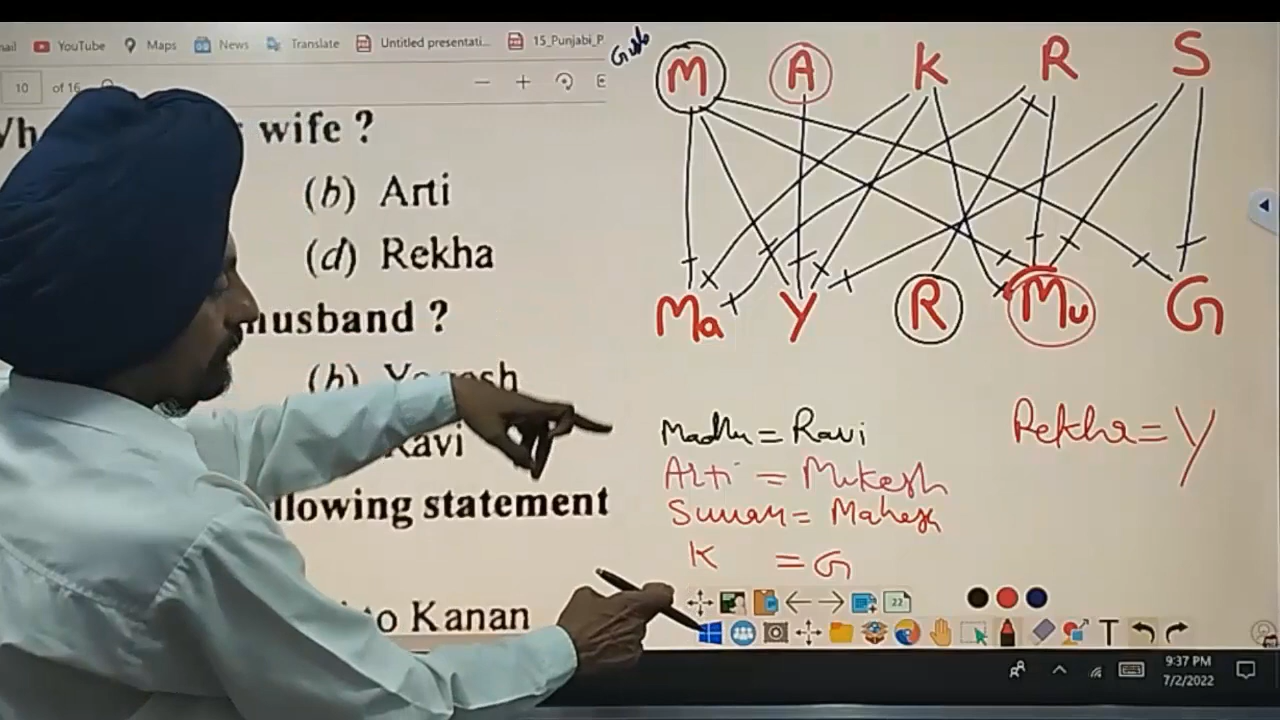 YouTube Maps News Translate Untitled presentati... 15_Punjabi_P
10 of 16
wife ?
(b) Arti
(d) Rekha
husband ?
Ravi
llowing statement
to Kanan
M A K R S
Ma Y R Mu G
Madhu = Ravi
Arti = Mukesh
Suman = Mahesh
K = G
Rekha = Y
22
T
9:37 PM
7/2/2022